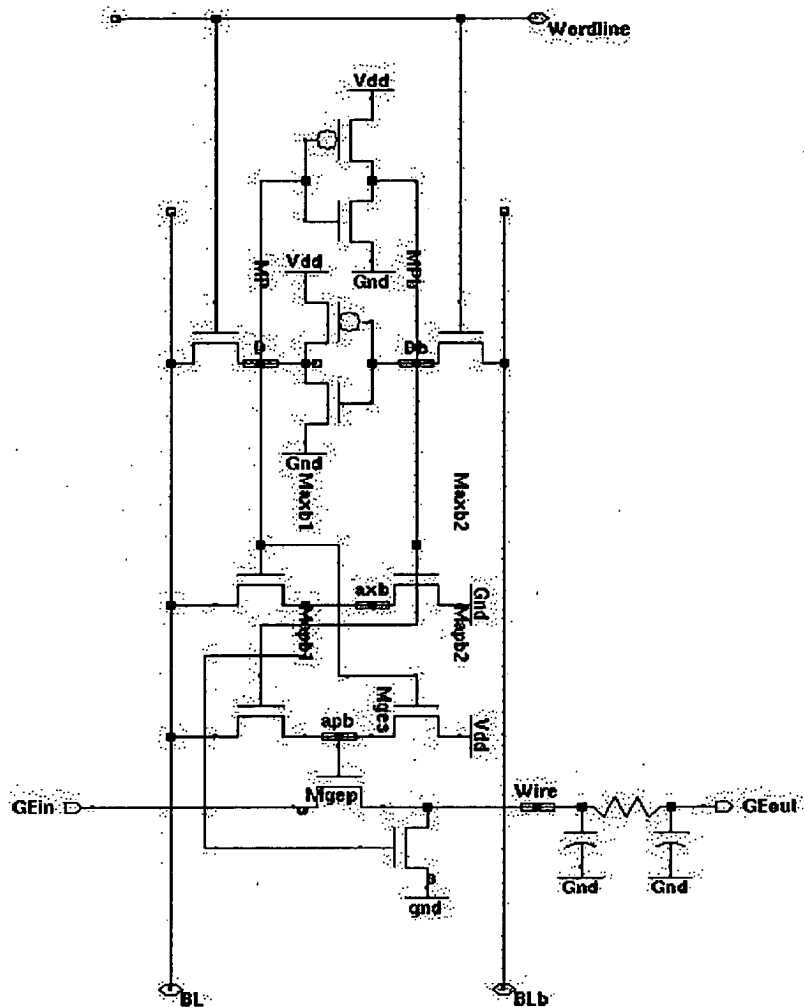 Wordline
Vdd
MP
Vdd
Gnd
MPb
D
Db
Gnd
Maxb1
Maxb2
axb
Gnd
Mapb1
Mapb2
Mges
apb
Vdd
GEin
Mgep
Wire
GEout
Gnd
Gnd
gnd
BL
BLb